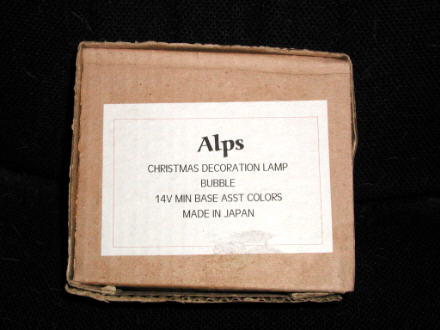 Alps
CHRISTMAS DECORATION LAMP
BUBBLE
14V MIN BASE ASST COLORS
MADE IN JAPAN